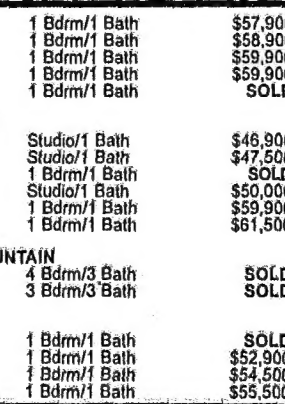 1 Bdrm/1 Bath $57,900
1 Bdrm/1 Bath $58,900
1 Bdrm/1 Bath $59,900
1 Bdrm/1 Bath $59,900
1 Bdrm/1 Bath SOLD
Studio/1 Bath $46,900
Studio/1 Bath $47,500
1 Bdrm/1 Bath SOLD
Studio/1 Bath $50,000
1 Bdrm/1 Bath $59,900
1 Bdrm/1 Bath $61,500
UNTAIN
4 Bdrm/3 Bath SOLD
3 Bdrm/3 Bath SOLD
1 Bdrm/1 Bath SOLD
1 Bdrm/1 Bath $52,900
1 Bdrm/1 Bath $54,500
1 Bdrm/1 Bath $55,500